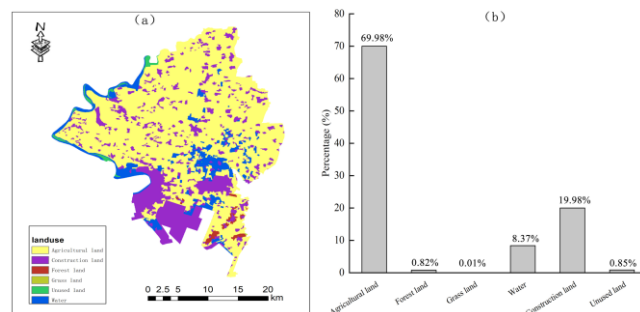 (a)
N
landuse
Agricultural land
Construction land
Forest land
Grass land
Unused land
Water
0 2.5 5 10 15 20
km
(b)
Percentage (%)
80
70
60
50
40
30
20
10
0
69.98%
0.82%
0.01%
8.37%
19.98%
0.85%
Agricultural land
Forest land
Grass land
Water
Construction land
Unused land